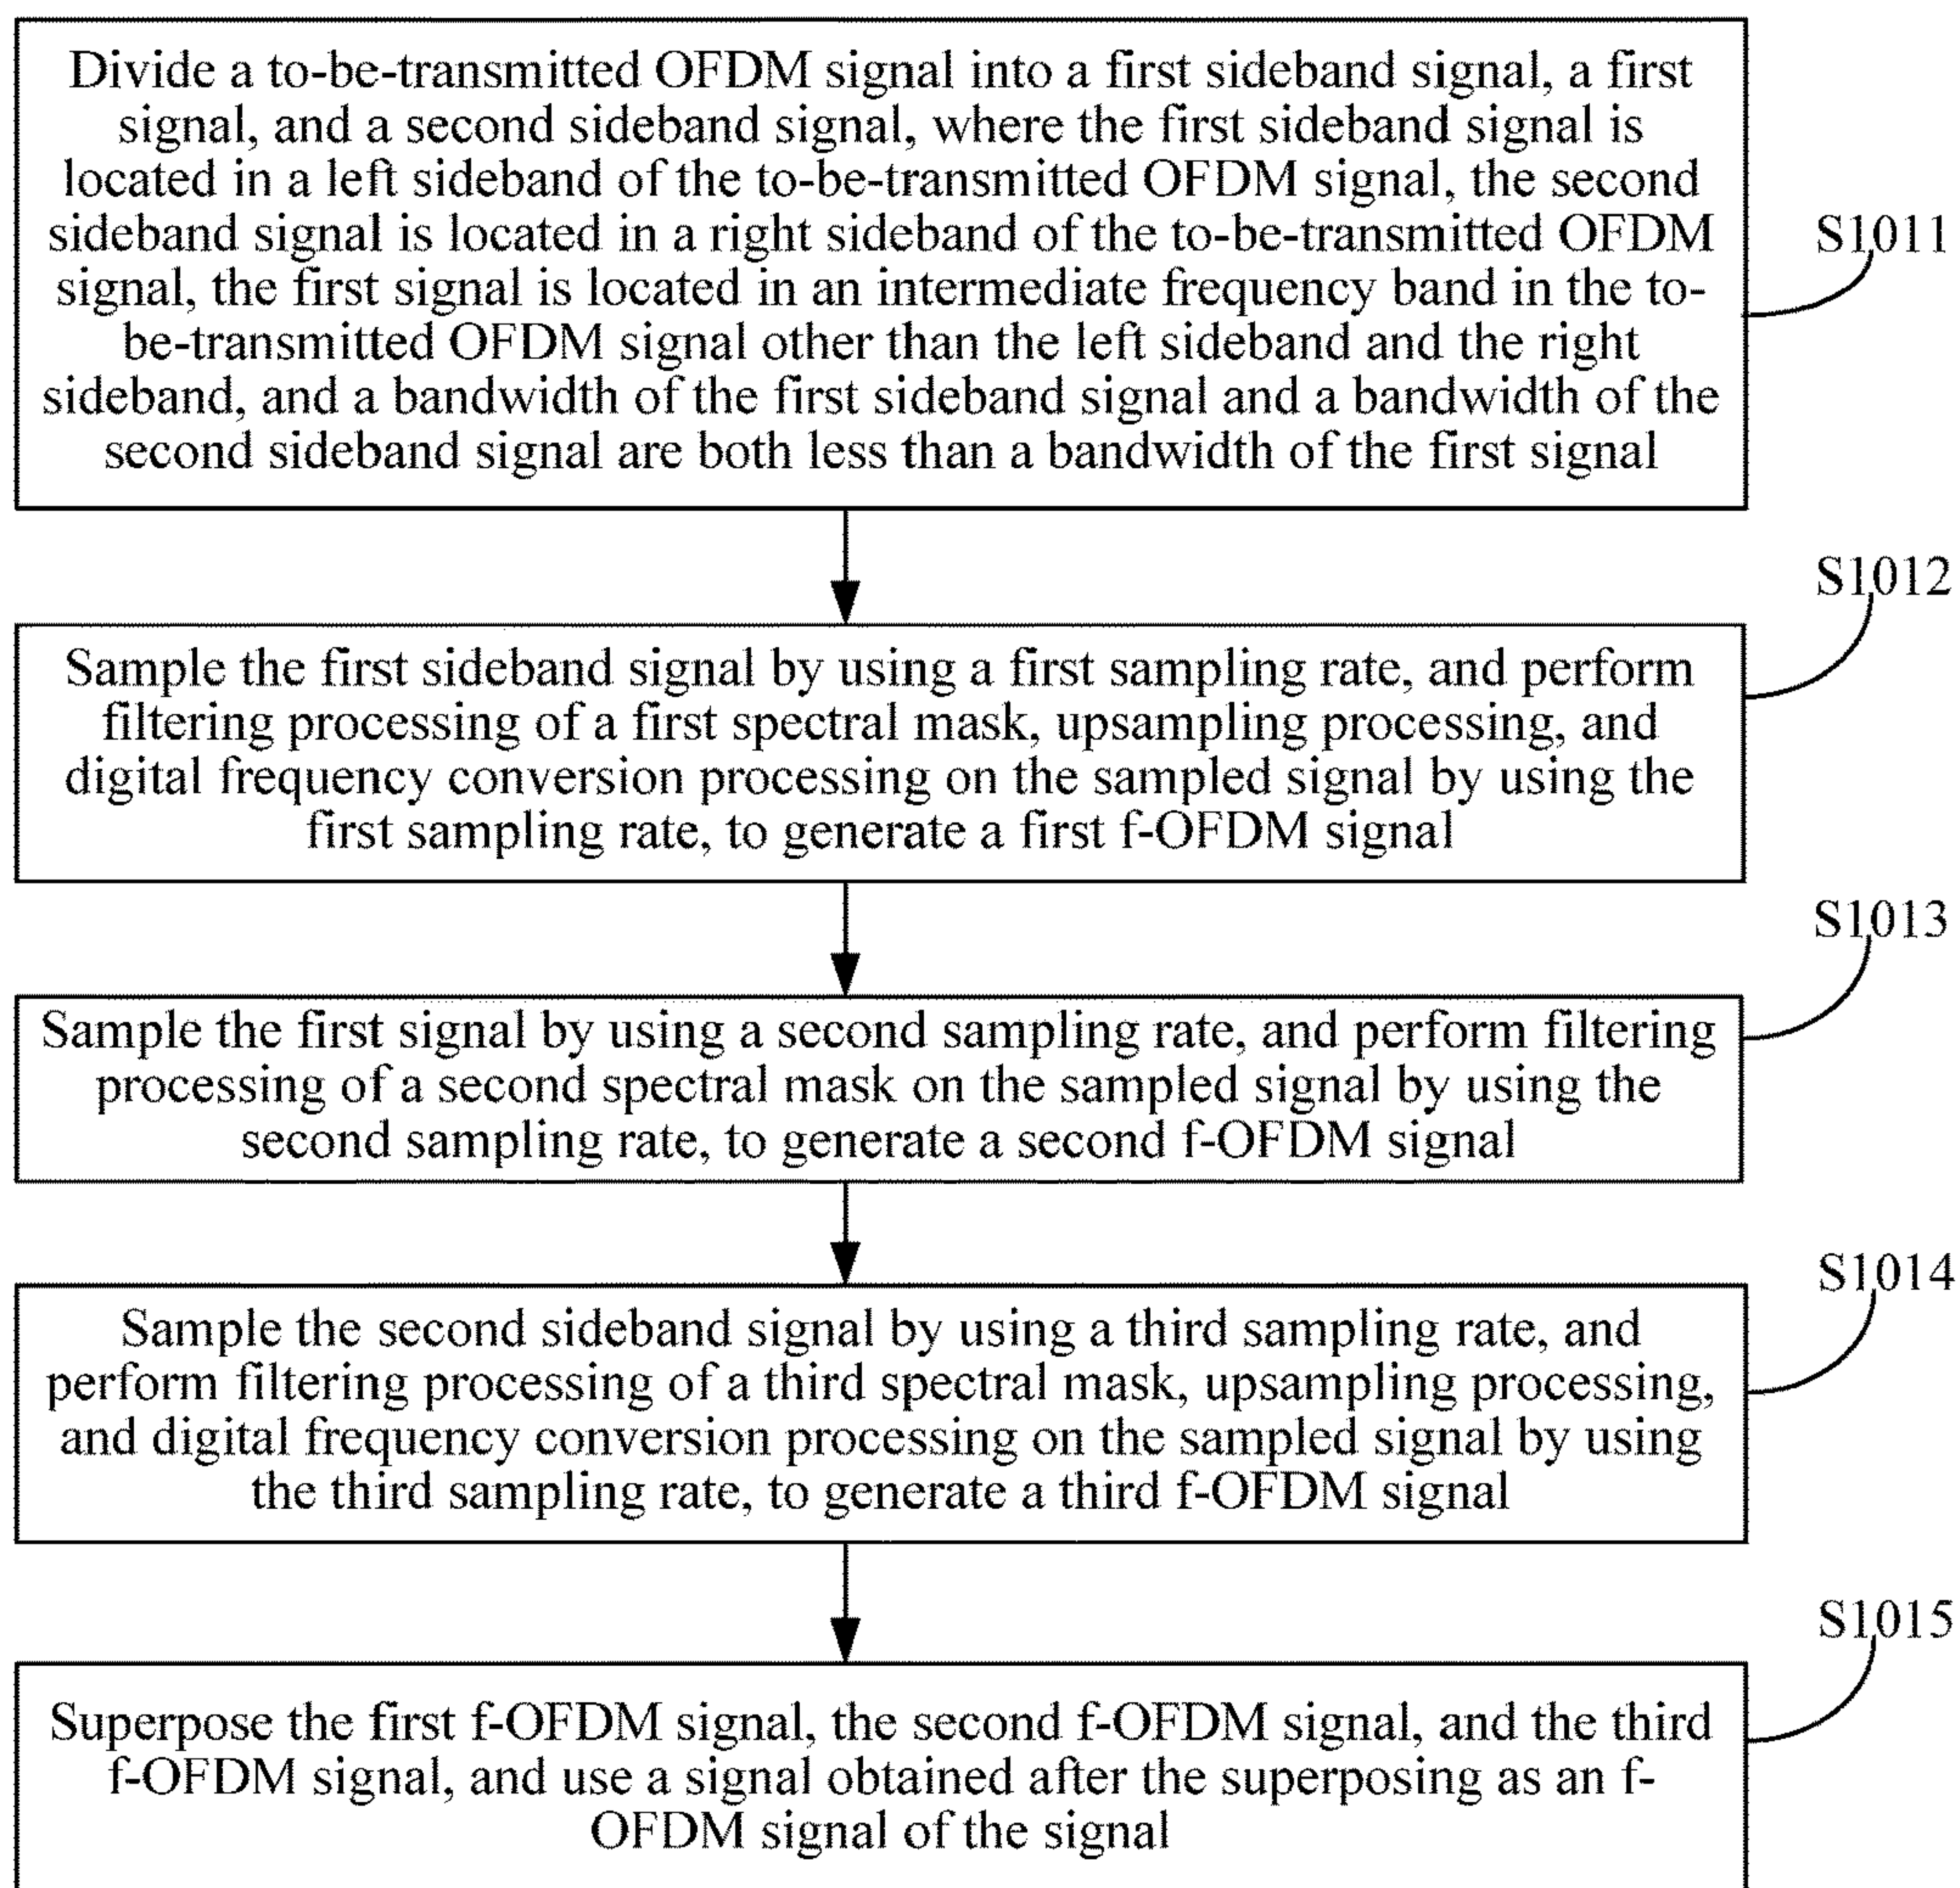 Divide a to-be-transmitted OFDM signal into a first sideband signal, a first
signal, and a second sideband signal, where the first sideband signal is
located in a left sideband of the to-be-transmitted OFDM signal, the second
sideband signal is located in a right sideband of the to-be-transmitted OFDM
signal, the first signal is located in an intermediate frequency band in the to-
be-transmitted OFDM signal other than the left sideband and the right
sideband, and a bandwidth of the first sideband signal and a bandwidth of the
second sideband signal are both less than a bandwidth of the first signal
S1011
S1012
Sample the first sideband signal by using a first sampling rate, and perform
filtering processing of a first spectral mask, upsampling processing, and
digital frequency conversion processing on the sampled signal by using the
first sampling rate, to generate a first f-OFDM signal
S1013
Sample the first signal by using a second sampling rate, and perform filtering
processing of a second spectral mask on the sampled signal by using the
second sampling rate, to generate a second f-OFDM signal
S1014
Sample the second sideband signal by using a third sampling rate, and
perform filtering processing of a third spectral mask, upsampling processing,
and digital frequency conversion processing on the sampled signal by using
the third sampling rate, to generate a third f-OFDM signal
S1015
Superpose the first f-OFDM signal, the second f-OFDM signal, and the third
f-OFDM signal, and use a signal obtained after the superposing as an f-
OFDM signal of the signal